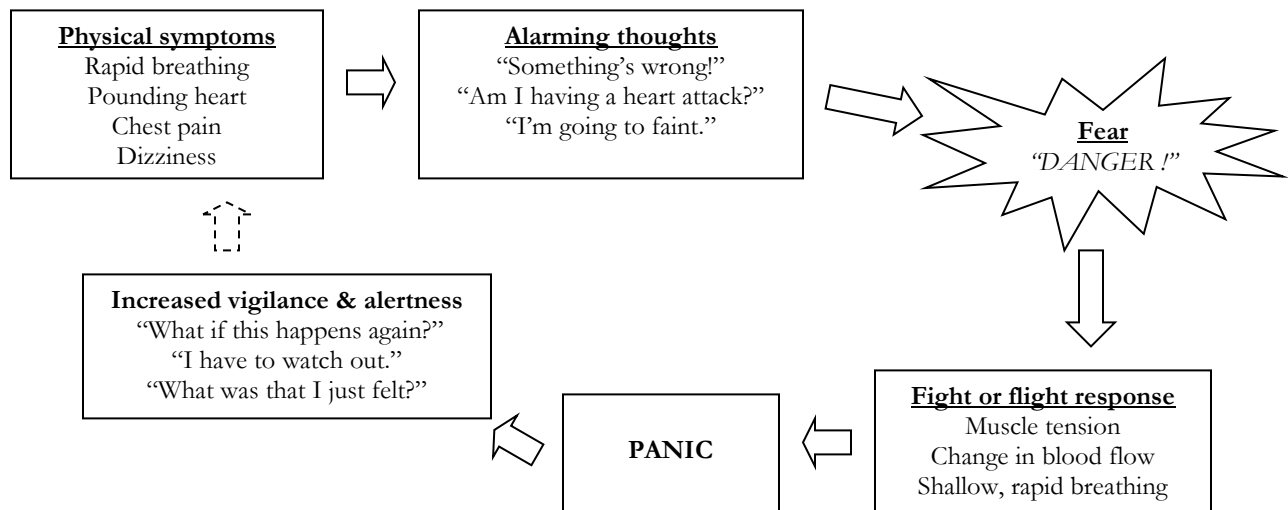 Physical symptoms
Rapid breathing
Pounding heart
Chest pain
Dizziness
Alarming thoughts
“Something’s wrong!”
“Am I having a heart attack?”
“I’m going to faint.”
Fear
“DANGER !”
Fight or flight response
Muscle tension
Change in blood flow
Shallow, rapid breathing
PANIC
Increased vigilance & alertness
“What if this happens again?”
“I have to watch out.”
“What was that I just felt?”